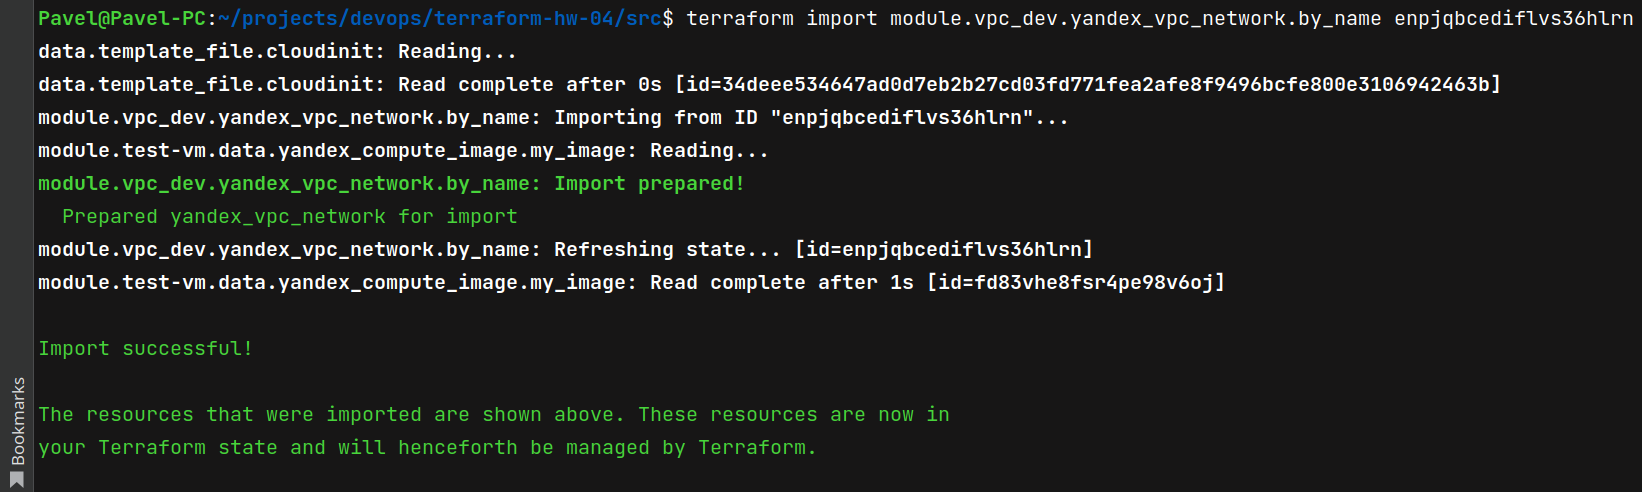 Pavel@Pavel-PC:~/projects/devops/terraform-hw-04/src$ terraform import module.vpc_dev.yandex_vpc_network.by_name enpjqbcediflvs36hlrn
data.template_file.cloudinit: Reading...
data.template_file.cloudinit: Read complete after 0s [id=34deee534647ad0d7eb2b27cd03fd771fea2afe8f9496bcfe800e3106942463b]
module.vpc_dev.yandex_vpc_network.by_name: Importing from ID "enpjqbcediflvs36hlrn"...
module.test-vm.data.yandex_compute_image.my_image: Reading...
module.vpc_dev.yandex_vpc_network.by_name: Import prepared!
  Prepared yandex_vpc_network for import
module.vpc_dev.yandex_vpc_network.by_name: Refreshing state... [id=enpjqbcediflvs36hlrn]
module.test-vm.data.yandex_compute_image.my_image: Read complete after 1s [id=fd83vhe8fsr4pe98v6oj]
Import successful!
The resources that were imported are shown above. These resources are now in
your Terraform state and will henceforth be managed by Terraform.
Bookmarks